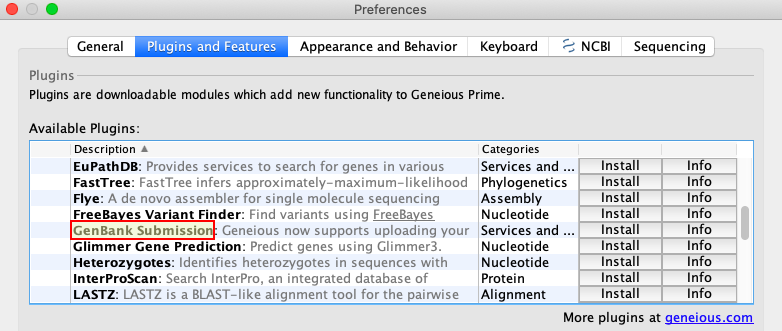 Preferences
General Plugins and Features Appearance and Behavior Keyboard NCBI Sequencing
Plugins
Plugins are downloadable modules which add new functionality to Geneious Prime.
Available Plugins:
Description ▲ Categories
EuPathDB: Provides services to search for genes in various Services and ... Install Info
FastTree: FastTree infers approximately-maximum-likelihood Phylogenetics Install Info
Flye: A de novo assembler for single molecule sequencing Assembly Install Info
FreeBayes Variant Finder: Find variants using FreeBayes Nucleotide Install Info
GenBank Submission: Geneious now supports uploading your Services and ... Install Info
Glimmer Gene Prediction: Predict genes using Glimmer3. Nucleotide Install Info
Heterozygotes: Identifies heterozygotes in sequences with Nucleotide Install Info
InterProScan: Search InterPro, an integrated database of Protein Install Info
LASTZ: LASTZ is a BLAST-like alignment tool for the pairwise Alignment Install Info
More plugins at geneious.com